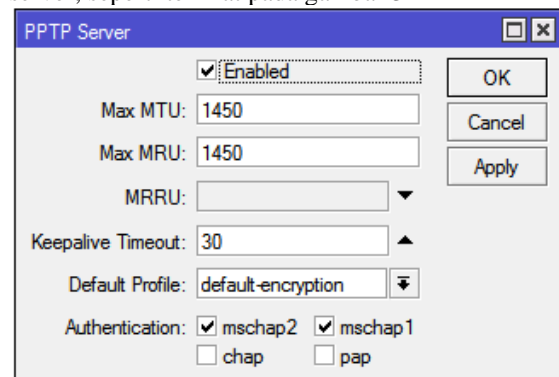 PPTP Server
Enabled
OK
Max MTU: 1450
Cancel
Max MRU: 1450
Apply
MRRU:
Keepalive Timeout: 30
Default Profile: default-encryption
Authentication: mschap2 mschap1
chap pap